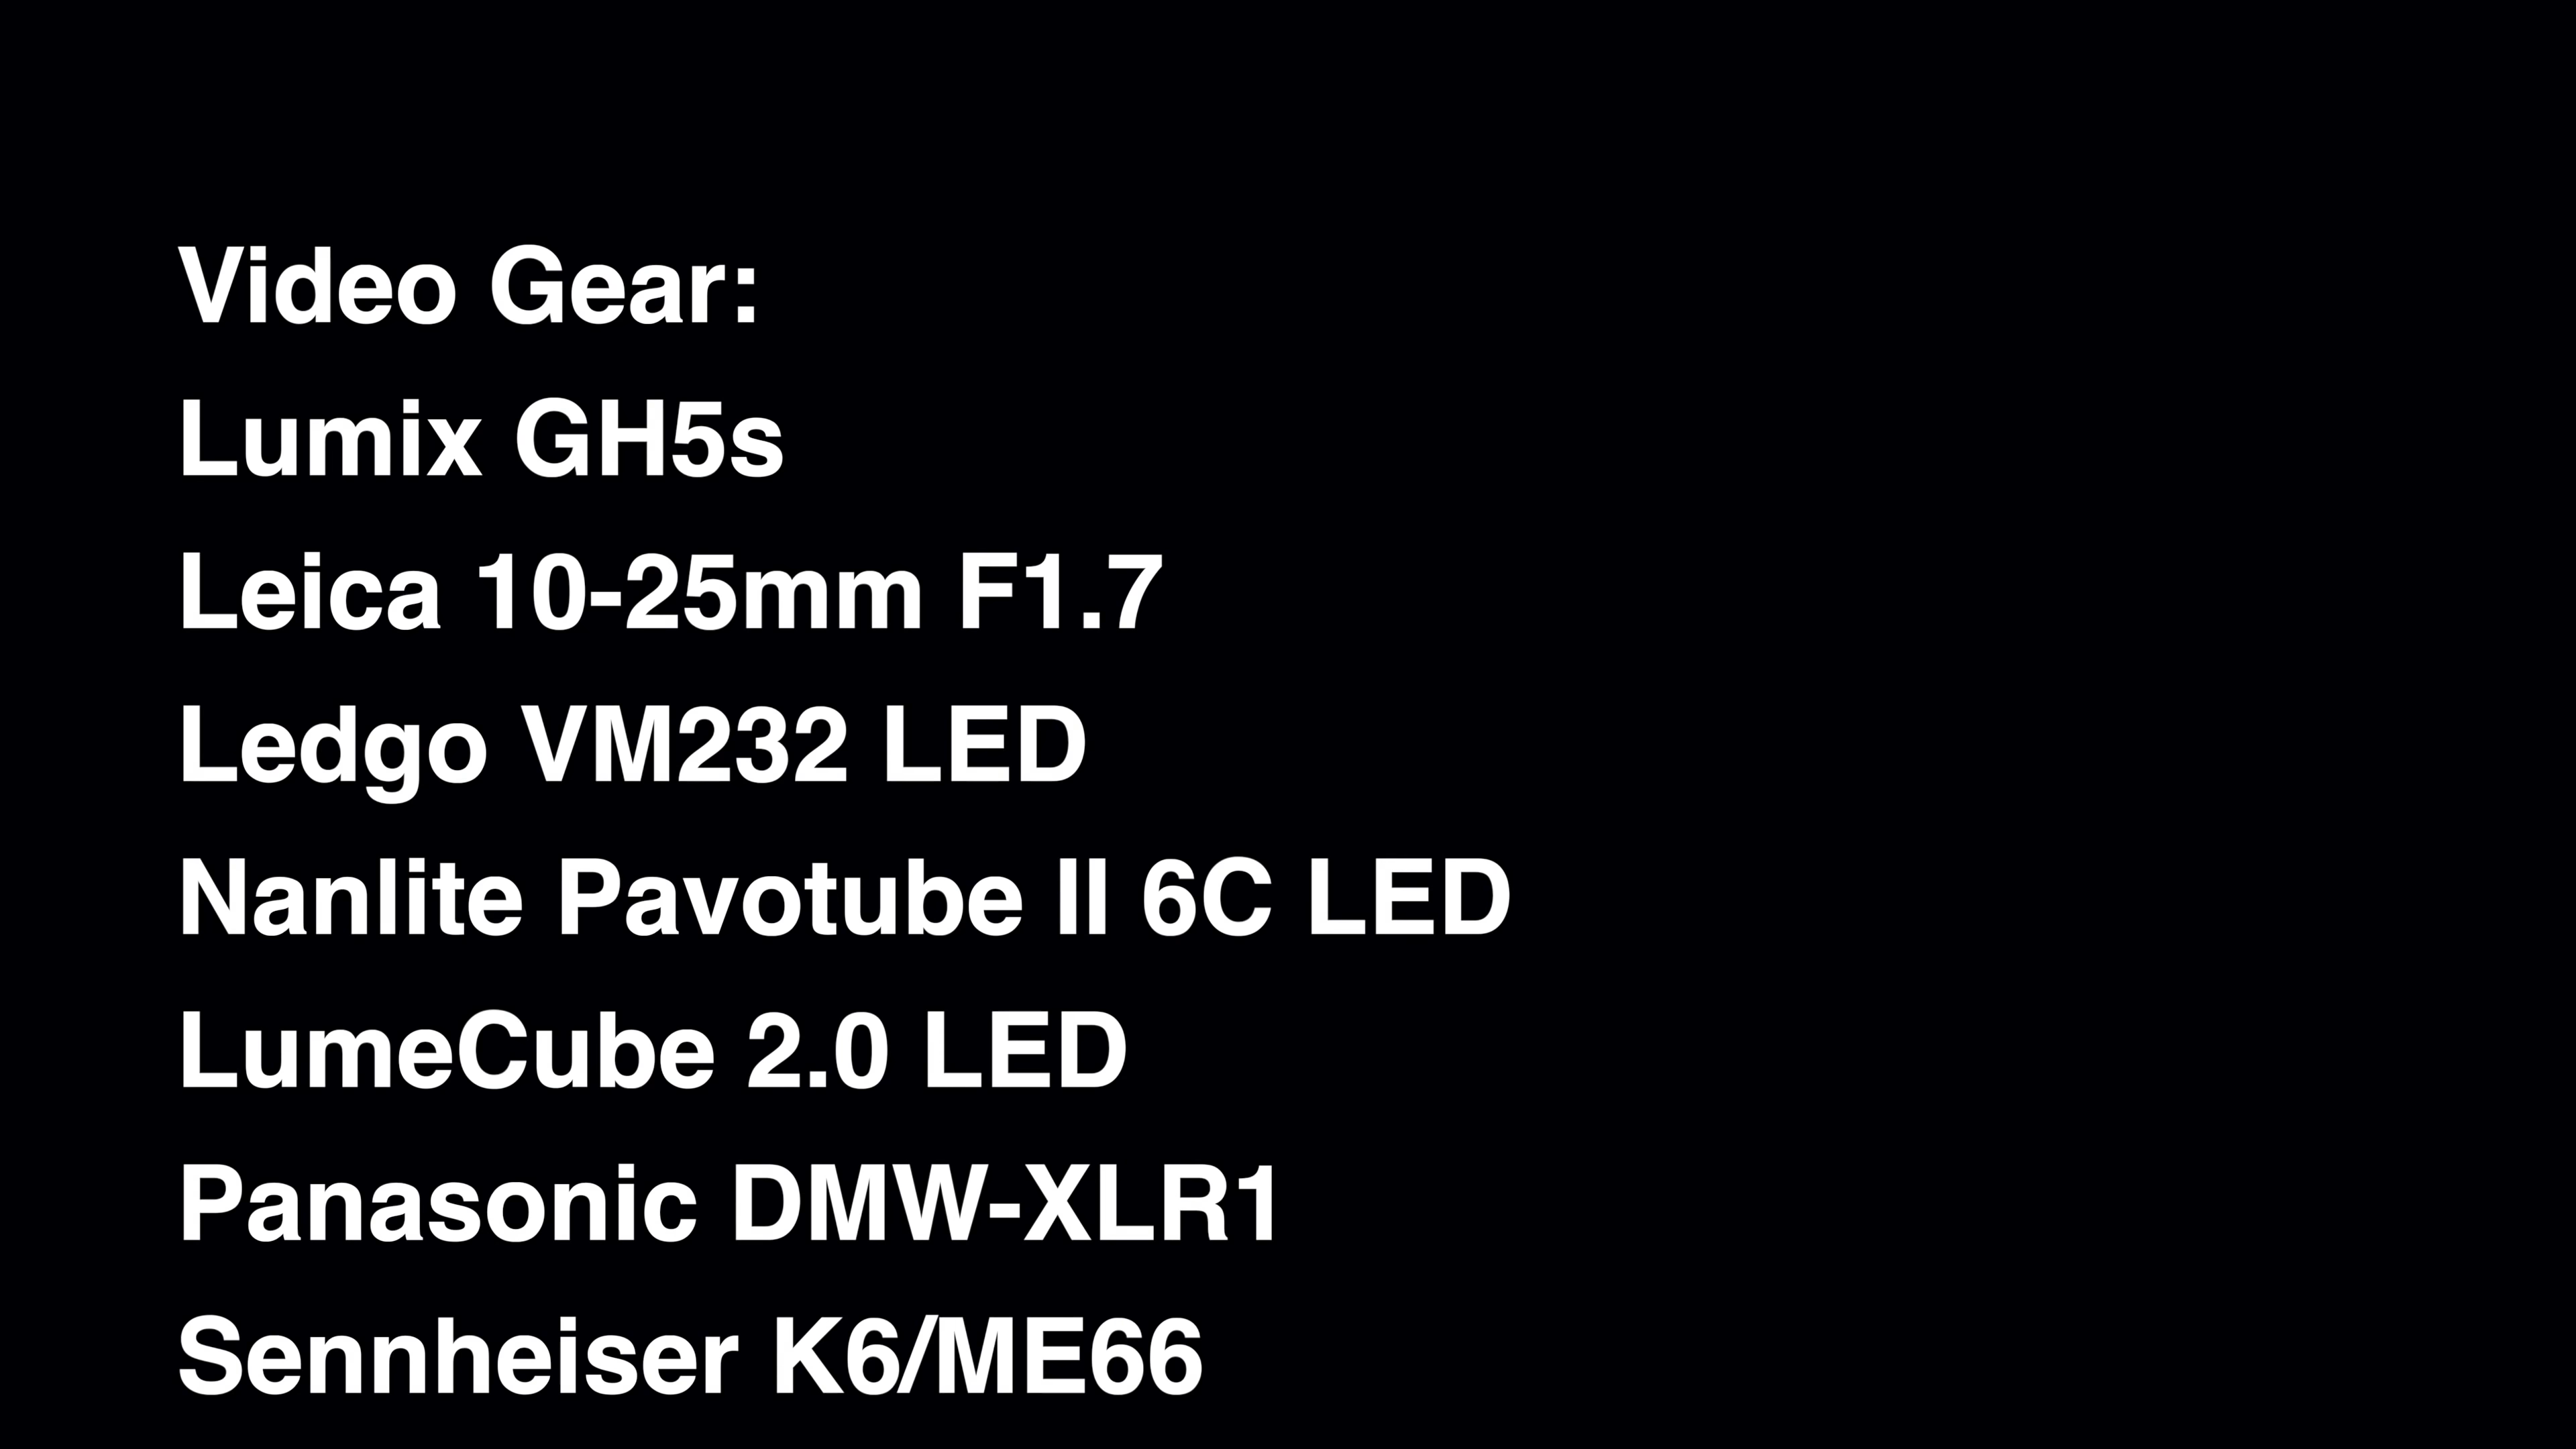 Video Gear:
Lumix GH5s
Leica 10-25mm F1.7
Ledgo VM232 LED
Nanlite Pavotube II 6C LED
LumeCube 2.0 LED
Panasonic DMW-XLR1
Sennheiser K6/ME66